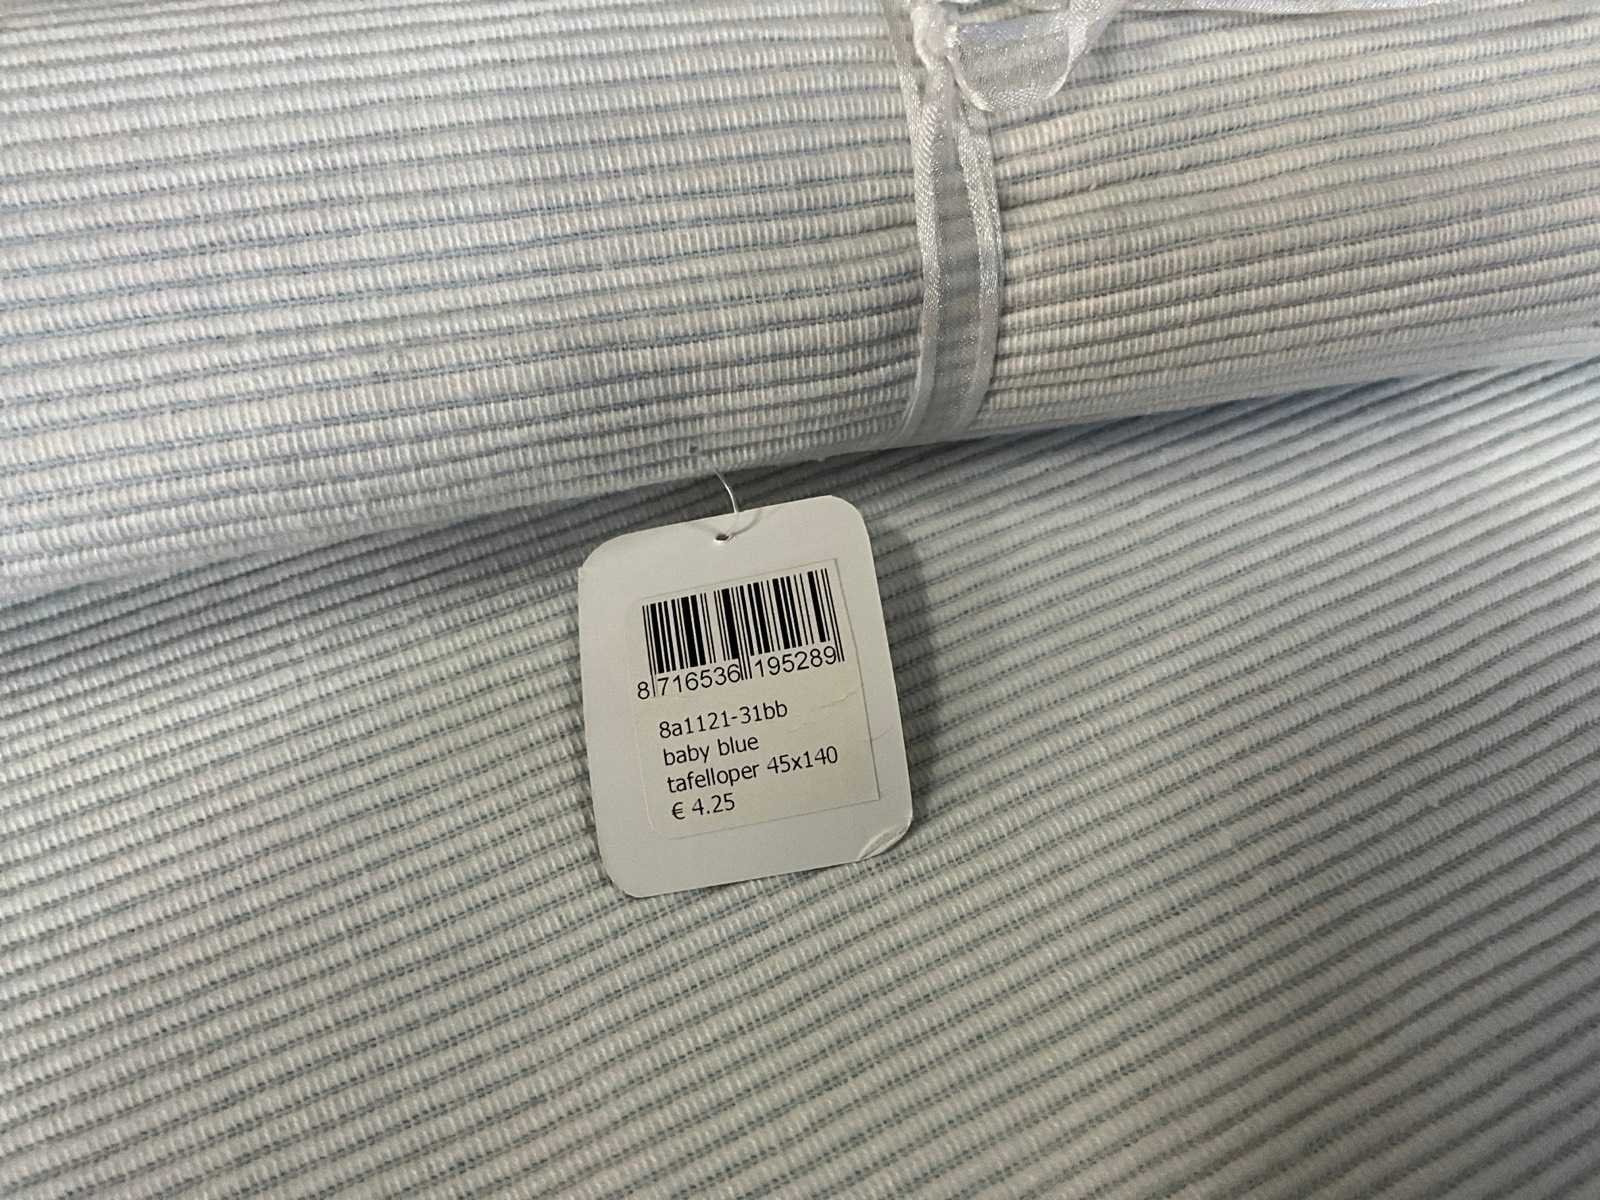 8 716536 195289
8a1121-31bb
baby blue
tafelloper 45x140
€ 4.25